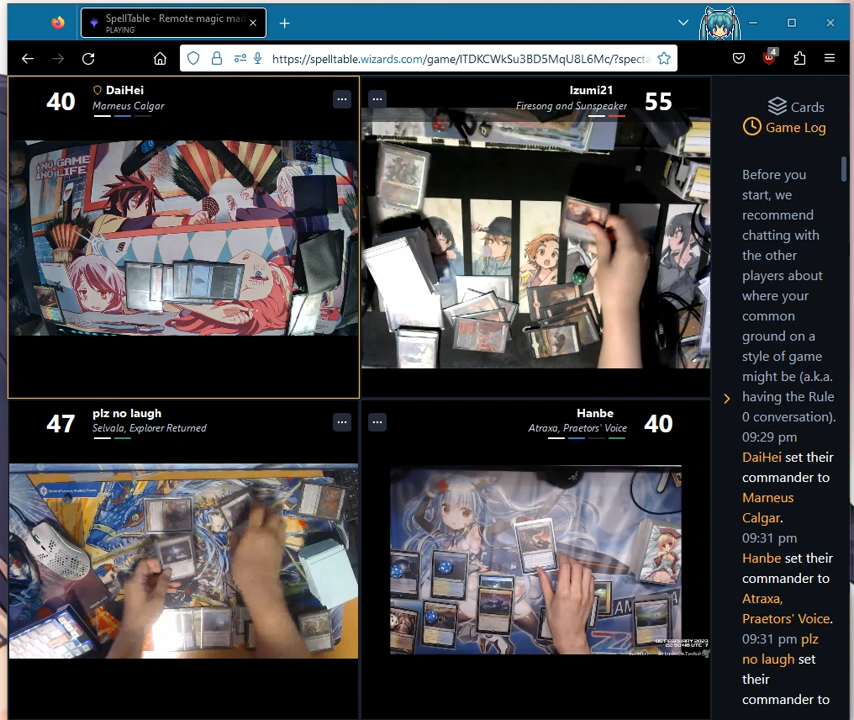 SpellTable - Remote magic mad
PLAYING
https://spelltable.wizards.com/game/ITDKCWkSu3BD5MqU8L6Mc/?specta
4
40
DaiHei
Marneus Calgar
Izumi21
Firesong and Sunspeaker
55
NO GAME
NO LIFE
47
plz no laugh
Selvala, Explorer Returned
Hanbe
Atraxa, Praetors' Voice
40
Cards
Game Log
Before you
start, we
recommend
chatting with
the other
players about
where your
common
ground on a
style of game
might be (a.k.a.
having the Rule
0 conversation).
09:29 pm
DaiHei set their
commander to
Marneus
Calgar.
09:31 pm
Hanbe set their
commander to
Atraxa,
Praetors' Voice.
09:31 pm plz
no laugh set
their
commander to